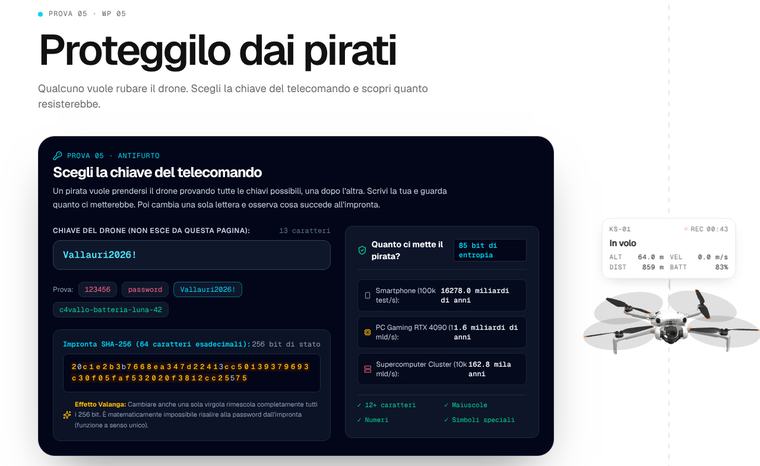 PROVA 05 · WP 05
Proteggilo dai pirati
Qualcuno vuole rubare il drone. Scegli la chiave del telecomando e scopri quanto
resisterebbe.
PROVA 05 · ANTIFURTO
Scegli la chiave del telecomando
Un pirata vuole prendersi il drone provando tutte le chiavi possibili, una dopo l'altra. Scrivi la tua e guarda
quanto ci metterebbe. Poi cambia una sola lettera e osserva cosa succede all'impronta.
CHIAVE DEL DRONE (NON ESCE DA QUESTA PAGINA): 13 caratteri
Vallauri2026!
Prova: 123456 password Vallauri2026!
c4vallo-batteria-luna-42
Impronta SHA-256 (64 caratteri esadecimali): 256 bit di stato
20c1e2b3b7668ea347d22413cc50139379693
c30f05faf532020f3812cc25575
Effetto Valanga: Cambiare anche una sola virgola rimescola completamente tutti
i 256 bit. È matematicamente impossibile risalire alla password dall'impronta
(funzione a senso unico).
Quanto ci mette il
pirata?
85 bit di
entropia
Smartphone (100k
test/s):
16278.0 miliardi
di anni
PC Gaming RTX 4090 (1
mld/s):
1.6 miliardi di
anni
Supercomputer Cluster (10k
mld/s):
162.8 mila
anni
✓ 12+ caratteri ✓ Maiuscole
✓ Numeri ✓ Simboli speciali
KS-01 REC 00:43
In volo
ALT 64.0 m VEL 0.0 m/s
DIST 859 m BATT 83%